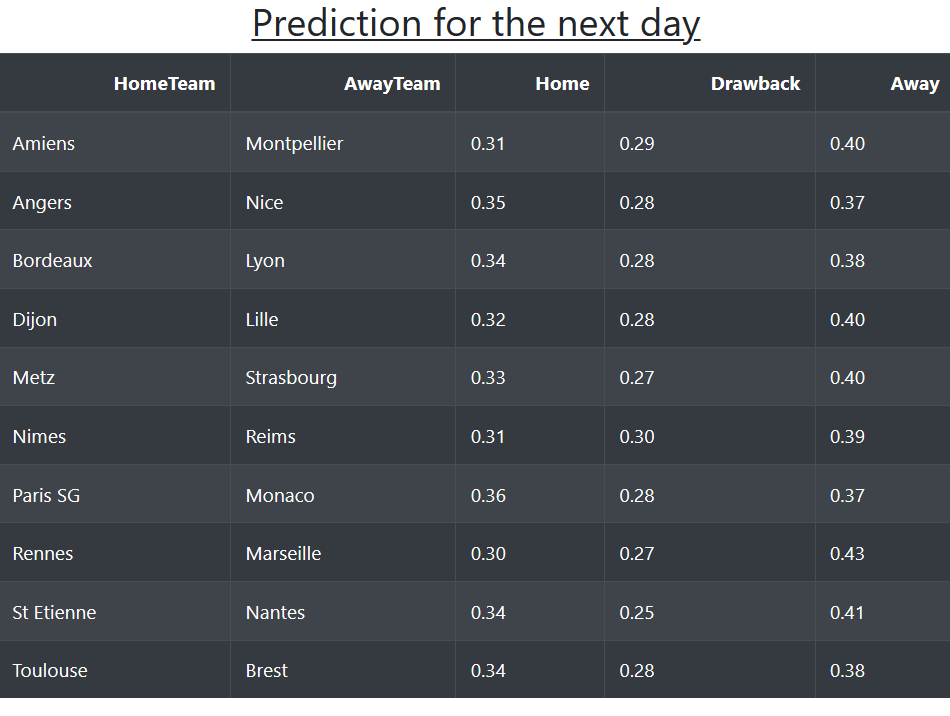 Prediction for the next day
HomeTeam AwayTeam Home Drawback Away
Amiens Montpellier 0.31 0.29 0.40
Angers Nice 0.35 0.28 0.37
Bordeaux Lyon 0.34 0.28 0.38
Dijon Lille 0.32 0.28 0.40
Metz Strasbourg 0.33 0.27 0.40
Nimes Reims 0.31 0.30 0.39
Paris SG Monaco 0.36 0.28 0.37
Rennes Marseille 0.30 0.27 0.43
St Etienne Nantes 0.34 0.25 0.41
Toulouse Brest 0.34 0.28 0.38